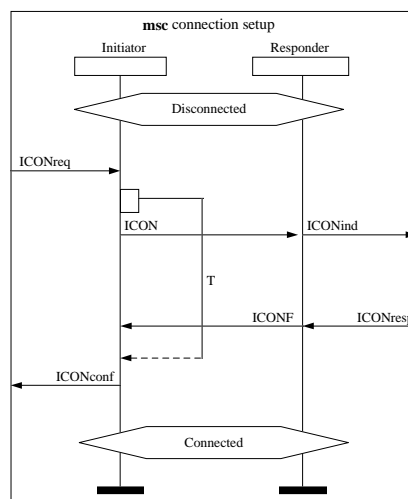 msc connection setup
Initiator Responder
Disconnected
ICONreq
ICON ICONind
T
ICONF ICONresp
ICONconf
Connected